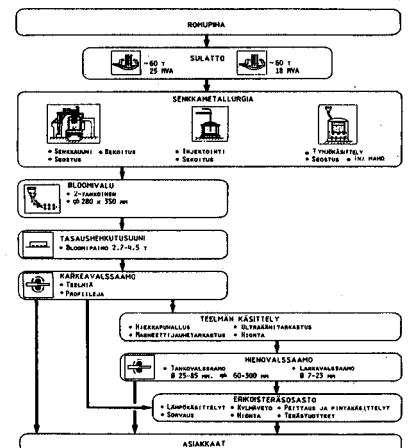 ROMUPIHA
SULATTO
~60 T
25 MVA
~60 T
18 MVA
SENKKAMETALLURGIA
• SENKKAUUNI • SEKOITUS
• SEOSTUS
• INJEKTOINTI
• SEKOITUS
• TYHJÖKÄSITTELY
• SEOSTUS • INJ. MAHD.
BLOOMIVALU
• 2-TANKOINEN
• 280 x 350 MM
TASAUSHEHKUTUSUUNI
• BLOOMIPAINO 2.7-4.5 T
KARKEAVALSSAAMO
• TEELMIÄ
• PROFIILEJA
TEELMÄN KÄSITTELY
• HIEKKAPUHALLUS • ULTRAÄÄNITARKASTUS
• MAGNEETTIJAUHETARKASTUS • HIONTA
HIENOVALSSAAMO
• TANKOVALSSAAMO • LANKAVALSSAAMO
Ø 25-85 MM. 60-300 MM Ø 7-23 MM
ERIKOISTERÄSOSASTO
• LÄMPÖKÄSITTELYT • KYLMÄVETO • PEITTAUS JA PINTAKÄSITTELYT
• SORVAUS • HIONTA • TERÄSTUOTTEET
ASIAKKAAT